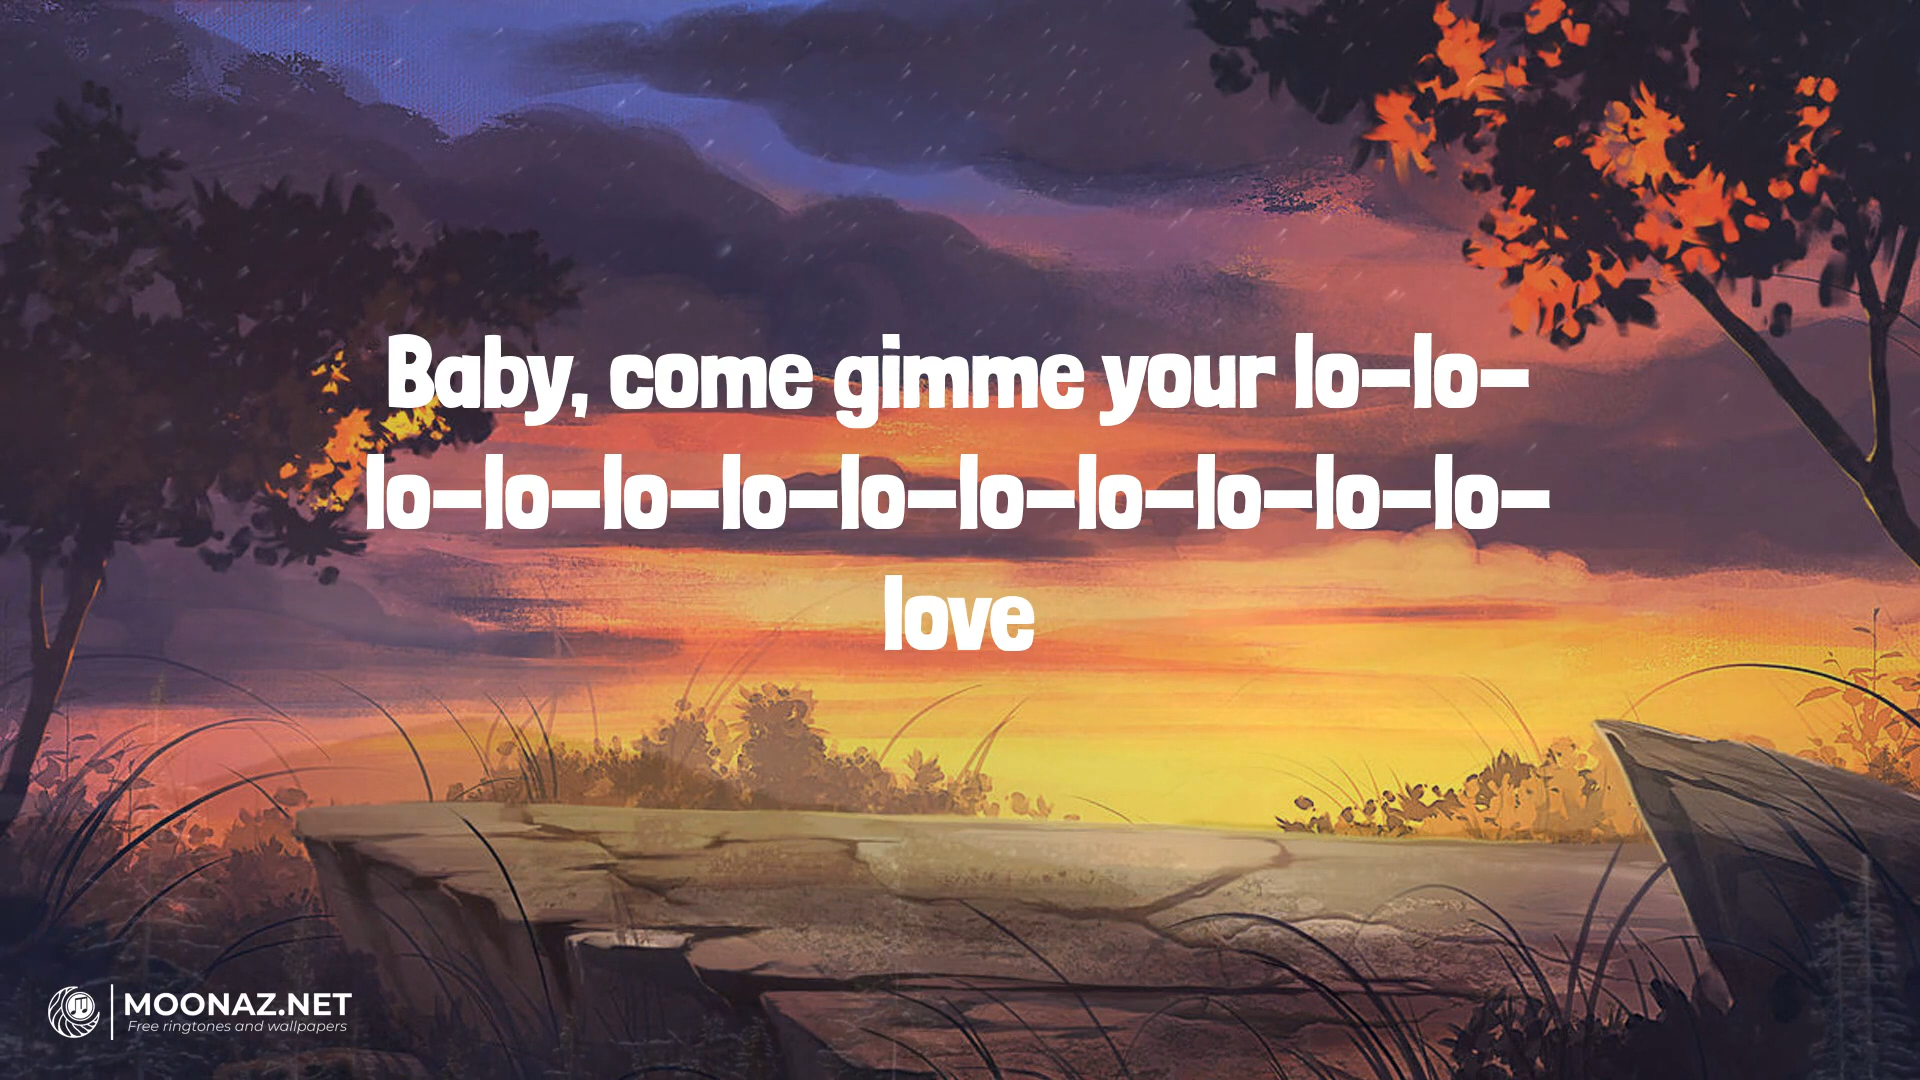 Baby, come gimme your lo-lo-
lo-lo-lo-lo-lo-lo-lo-lo-lo-lo-
love
MOONAZ.NET
Free ringtones and wallpapers